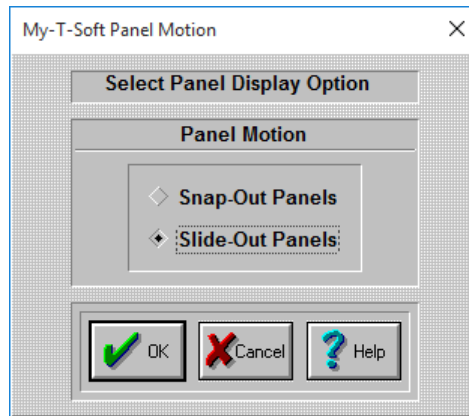 My-T-Soft Panel Motion
Select Panel Display Option
Panel Motion
Snap-Out Panels
Slide-Out Panels
OK
Cancel
Help